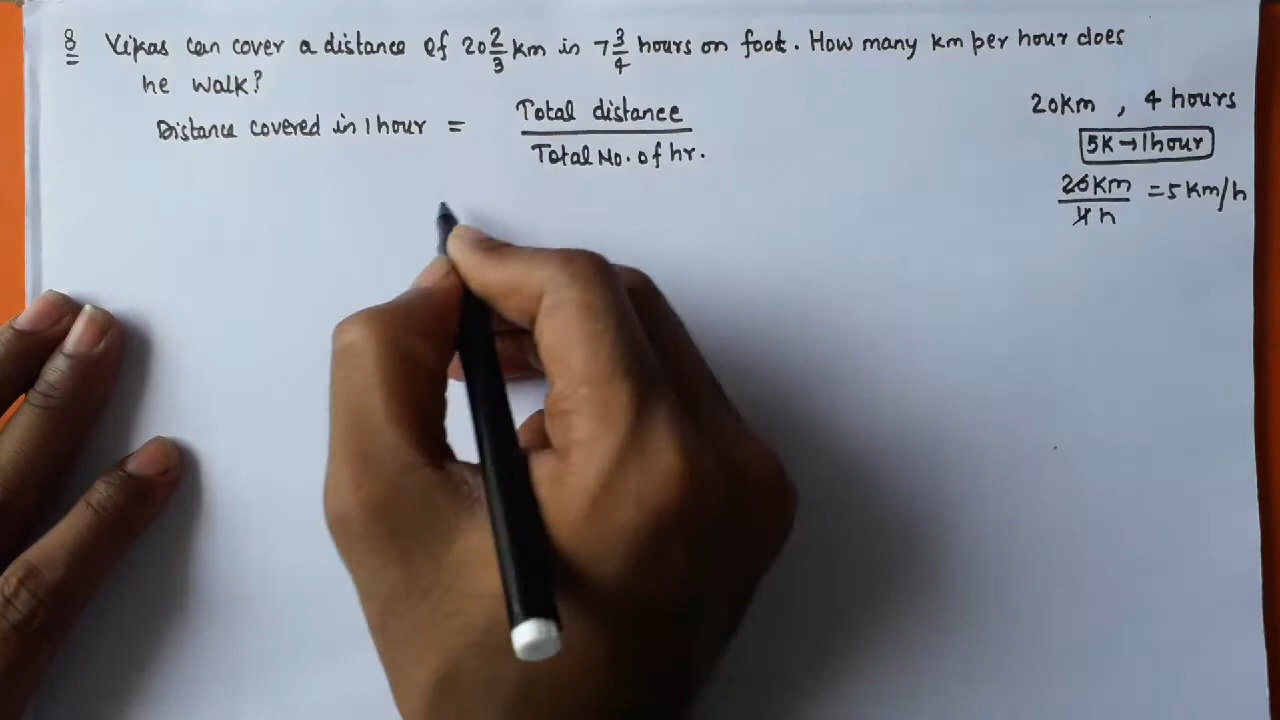 8 Vikas can cover a distance of 20 2/3 km in 7 3/4 hours on foot. How many km per hour does
he walk?
Distance covered in 1 hour = Total distance / Total No. of hr.
20km , 4 hours
5K → 1 hour
20km / 4h = 5 km/h